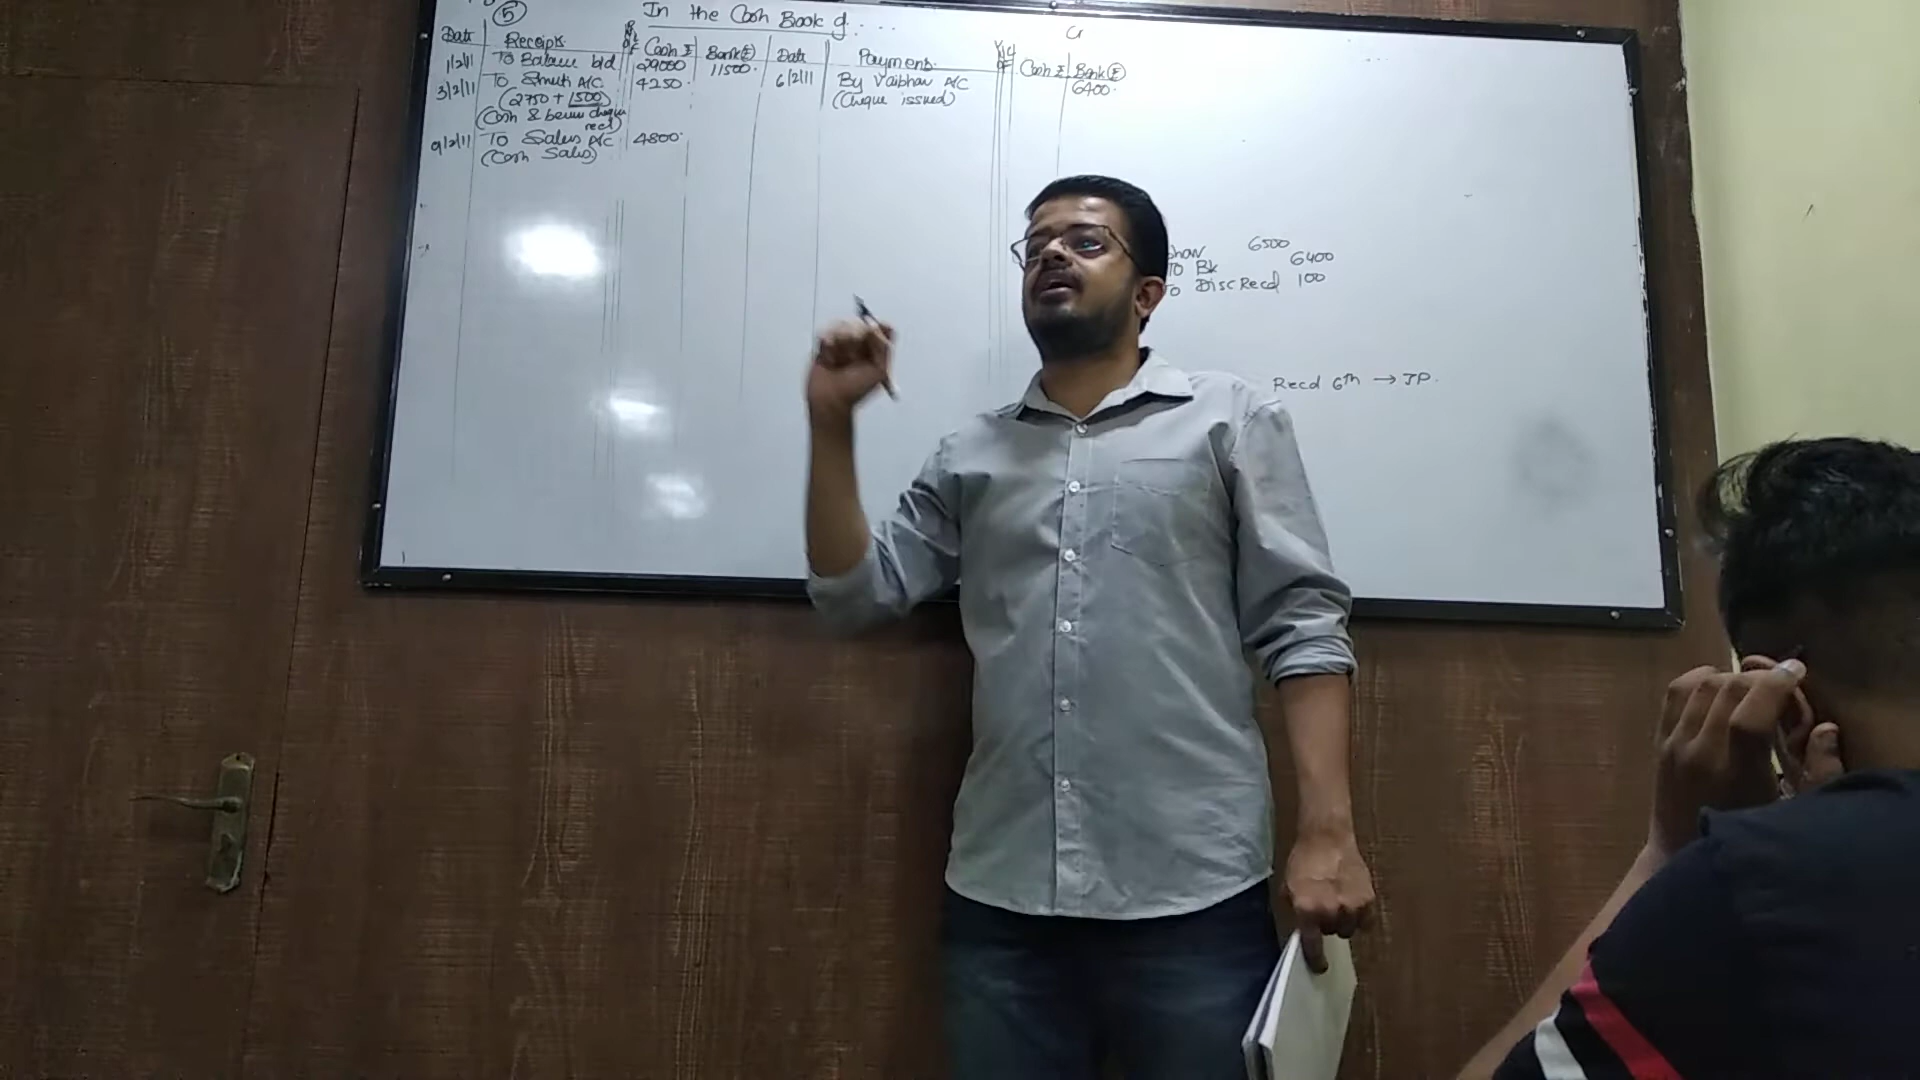 5
In the Cash Book of . . . .
Cr
Date Receipts Cash ₹ Bank(₹) Date Payments Cash ₹ Bank(₹)
1/2/11 To Balance b/d 29000 11500
3/2/11 To Shruti A/C 4250
(2750 + 1500)
(Cash & bearer cheque
recd)
9/2/11 To Sales A/C 4800
(Cash Sales)
6/2/11 By Vaibhav A/C 6400
(Cheque issued)
bhav 6500
To Bk 6400
To Disc Recd 100
Recd 6th → JP.